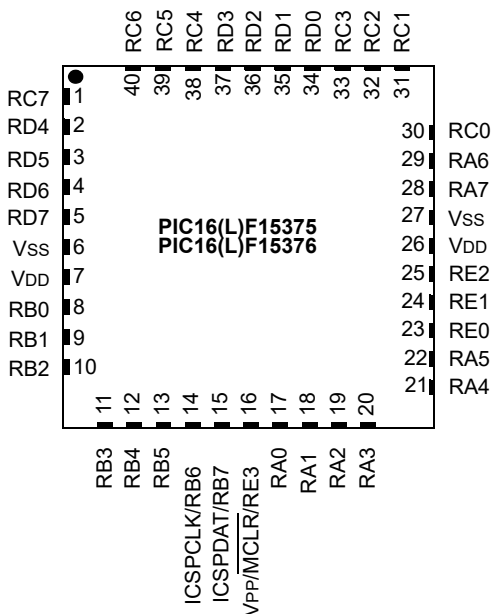 RC6
RC5
RC4
RD3
RD2
RD1
RD0
RC3
RC2
RC1
40
39
38
37
36
35
34
33
32
31
RC7 1
RD4 2
RD5 3
RD6 4
RD7 5
VSS 6
VDD 7
RB0 8
RB1 9
RB2 10
PIC16(L)F15375
PIC16(L)F15376
30 RC0
29 RA6
28 RA7
27 VSS
26 VDD
25 RE2
24 RE1
23 RE0
22 RA5
21 RA4
11
12
13
14
15
16
17
18
19
20
RB3
RB4
RB5
ICSPCLK/RB6
ICSPDAT/RB7
VPP/MCLR/RE3
RA0
RA1
RA2
RA3